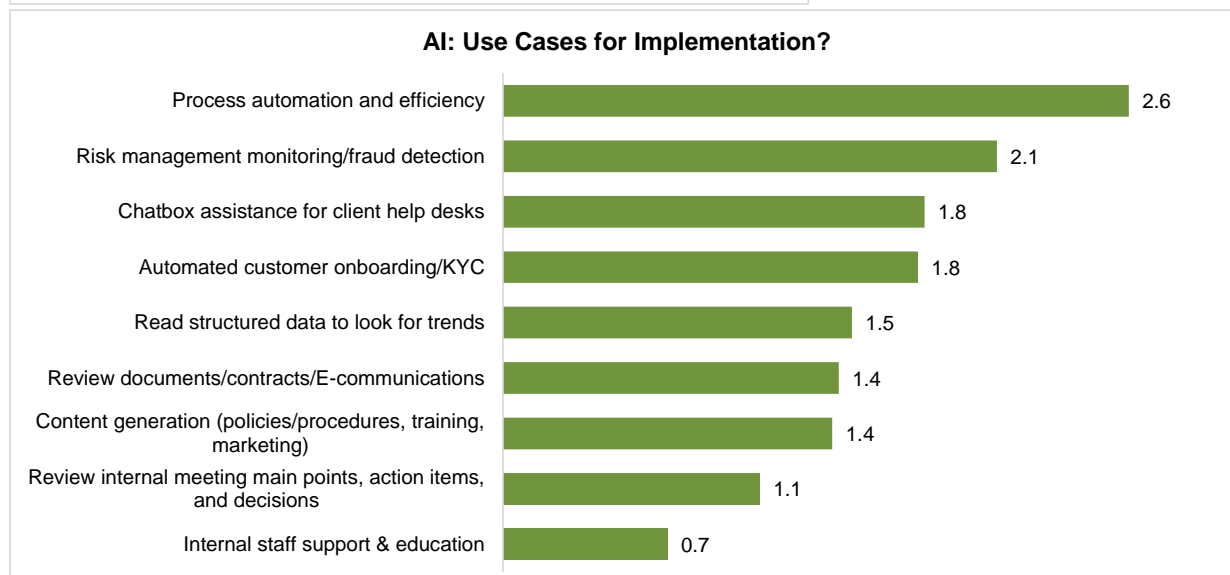 AI: Use Cases for Implementation?
Process automation and efficiency
2.6
Risk management monitoring/fraud detection
2.1
Chatbox assistance for client help desks
1.8
Automated customer onboarding/KYC
1.8
Read structured data to look for trends
1.5
Review documents/contracts/E-communications
1.4
Content generation (policies/procedures, training,
marketing)
1.4
Review internal meeting main points, action items,
and decisions
1.1
Internal staff support & education
0.7